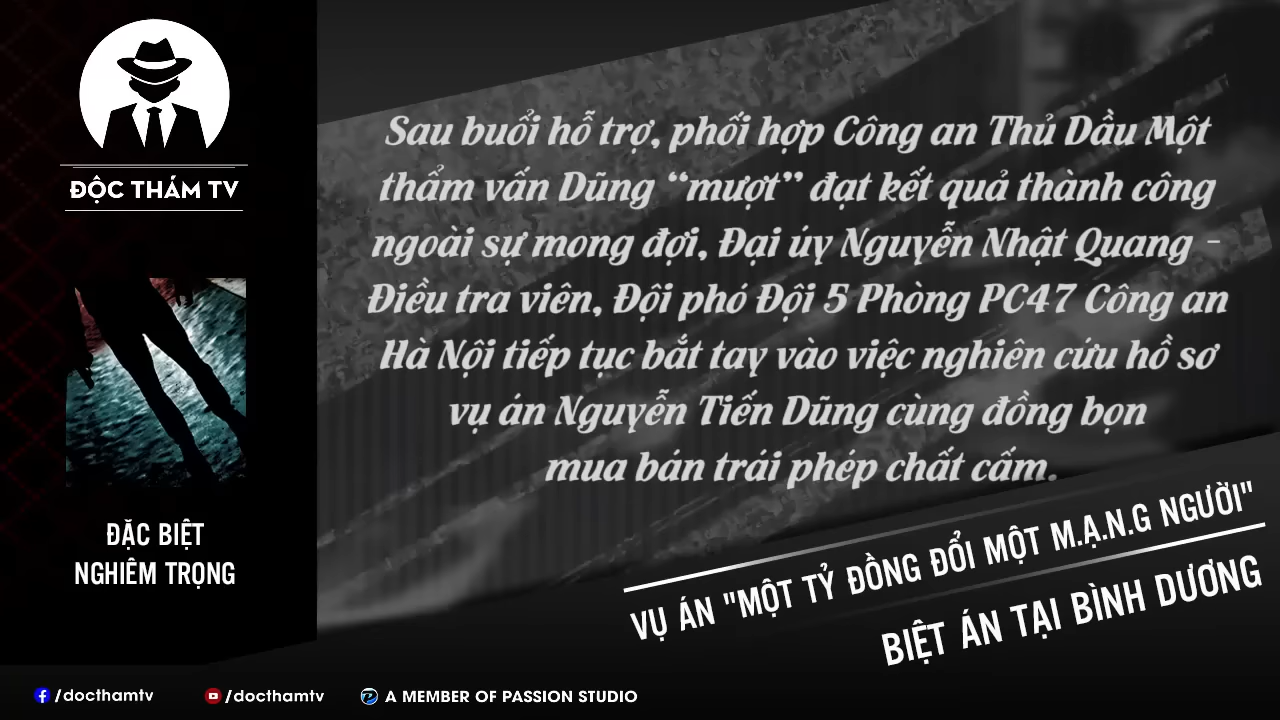 ĐỘC THÁM TV
ĐẶC BIỆT
NGHIÊM TRỌNG
Sau buổi hỗ trợ, phối hợp Công an Thủ Dầu Một
thẩm vấn Dũng “mượt” đạt kết quả thành công
ngoài sự mong đợi, Đại úy Nguyễn Nhật Quang -
Điều tra viên, Đội phó Đội 5 Phòng PC47 Công an
Hà Nội tiếp tục bắt tay vào việc nghiên cứu hồ sơ
vụ án Nguyễn Tiến Dũng cùng đồng bọn
mua bán trái phép chất cấm.
VỤ ÁN "MỘT TỶ ĐỒNG ĐỔI MỘT M.Ạ.N.G NGƯỜI"
BIỆT ÁN TẠI BÌNH DƯƠNG
/docthamtv
/docthamtv
A MEMBER OF PASSION STUDIO